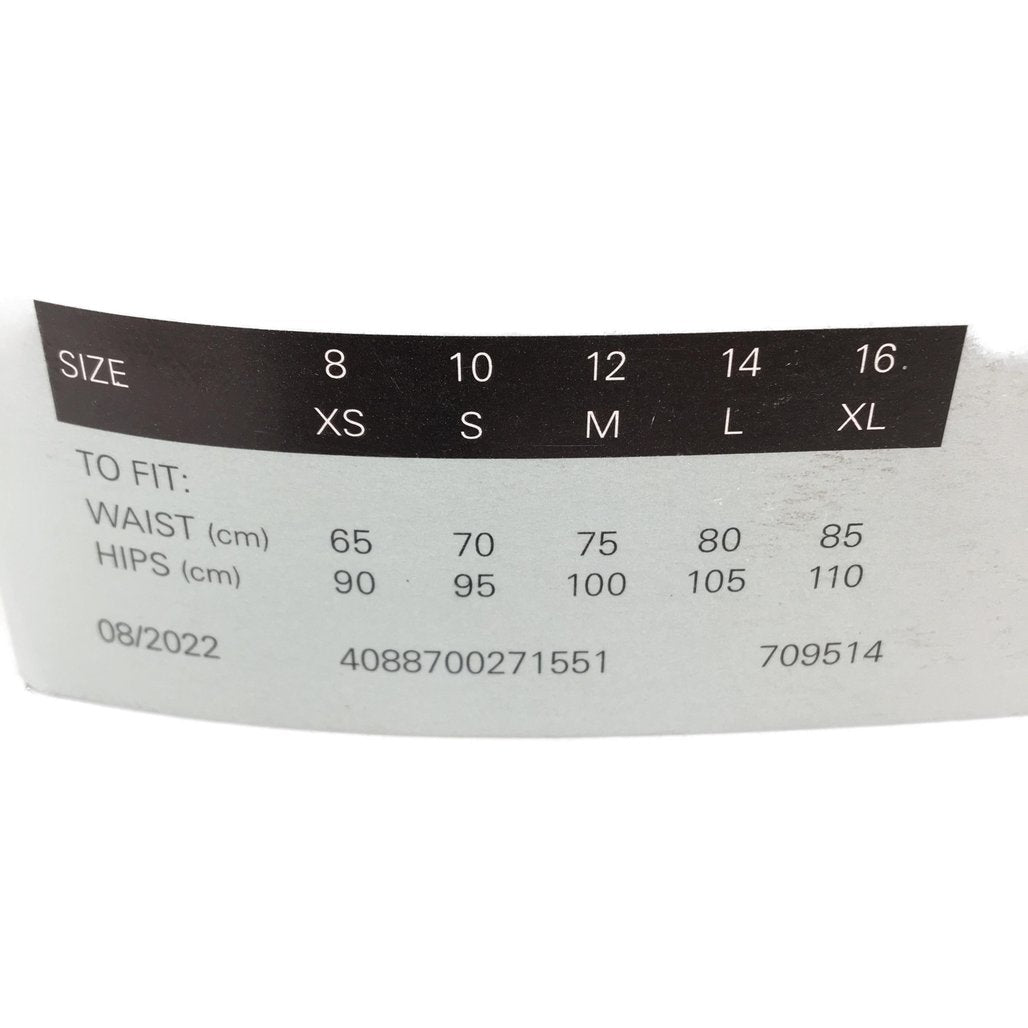 SIZE 8 10 12 14 16
XS S M L XL
TO FIT:
WAIST (cm) 65 70 75 80 85
HIPS (cm) 90 95 100 105 110
08/2022 4088700271551 709514